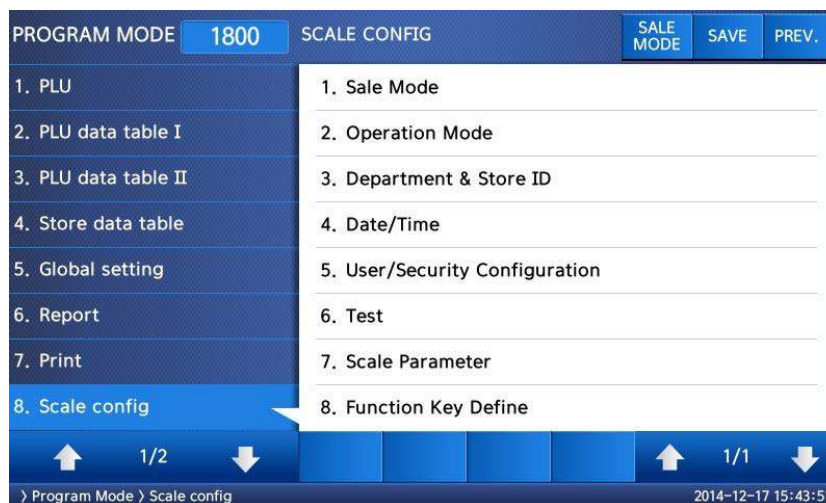 PROGRAM MODE 1800 SCALE CONFIG SALE MODE SAVE PREV.
1. PLU
2. PLU data table I
3. PLU data table II
4. Store data table
5. Global setting
6. Report
7. Print
8. Scale config
1. Sale Mode
2. Operation Mode
3. Department & Store ID
4. Date/Time
5. User/Security Configuration
6. Test
7. Scale Parameter
8. Function Key Define
1/2
1/1
> Program Mode > Scale config
2014-12-17 15:43:5